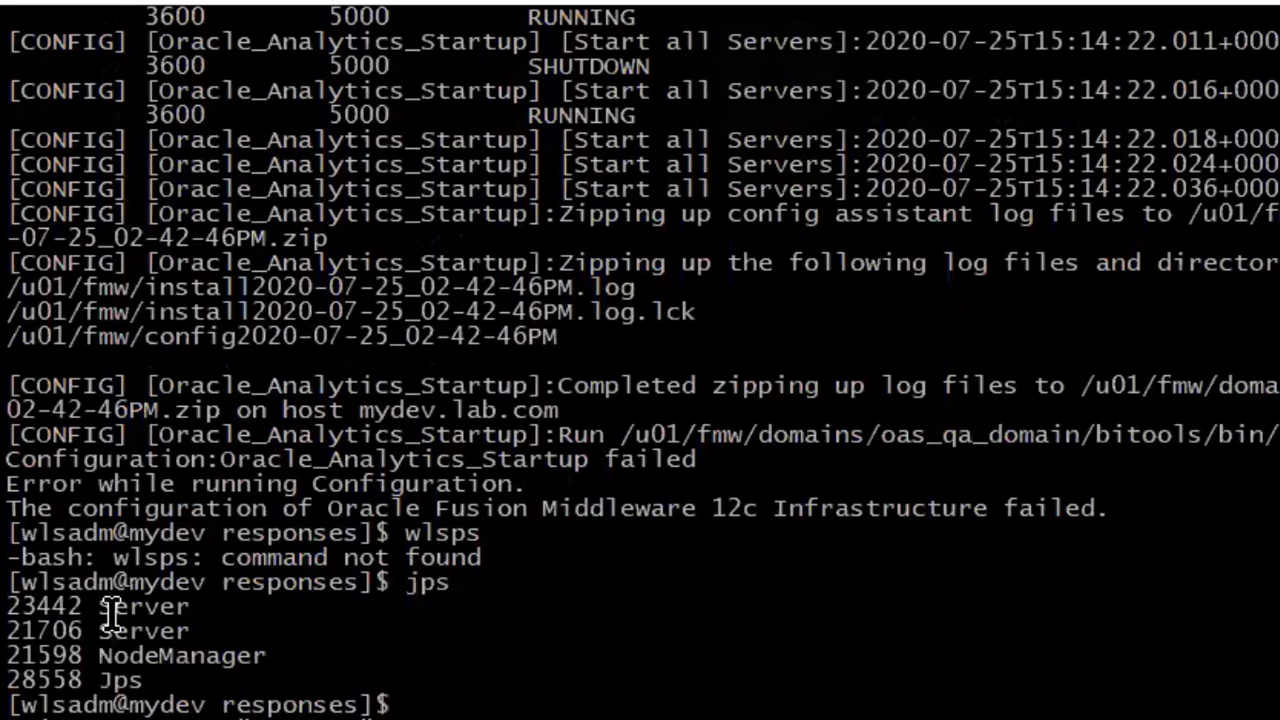 3600 5000 RUNNING
[CONFIG] [Oracle_Analytics_Startup] [Start all Servers]:2020-07-25T15:14:22.011+000
3600 5000 SHUTDOWN
[CONFIG] [Oracle_Analytics_Startup] [Start all Servers]:2020-07-25T15:14:22.016+000
3600 5000 RUNNING
[CONFIG] [Oracle_Analytics_Startup] [Start all Servers]:2020-07-25T15:14:22.018+000
[CONFIG] [Oracle_Analytics_Startup] [Start all Servers]:2020-07-25T15:14:22.024+000
[CONFIG] [Oracle_Analytics_Startup] [Start all Servers]:2020-07-25T15:14:22.036+000
[CONFIG] [Oracle_Analytics_Startup]:Zipping up config assistant log files to /u01/f
-07-25_02-42-46PM.zip
[CONFIG] [Oracle_Analytics_Startup]:Zipping up the following log files and director
/u01/fmw/install2020-07-25_02-42-46PM.log
/u01/fmw/install2020-07-25_02-42-46PM.log.lck
/u01/fmw/config2020-07-25_02-42-46PM
[CONFIG] [Oracle_Analytics_Startup]:Completed zipping up log files to /u01/fmw/doma
02-42-46PM.zip on host mydev.lab.com
[CONFIG] [Oracle_Analytics_Startup]:Run /u01/fmw/domains/oas_qa_domain/bitools/bin/
Configuration:Oracle_Analytics_Startup failed
Error while running Configuration.
The configuration of Oracle Fusion Middleware 12c Infrastructure failed.
[wlsadm@mydev responses]$ wlsps
-bash: wlsps: command not found
[wlsadm@mydev responses]$ jps
23442 Server
21706 Server
21598 NodeManager
28558 Jps
[wlsadm@mydev responses]$